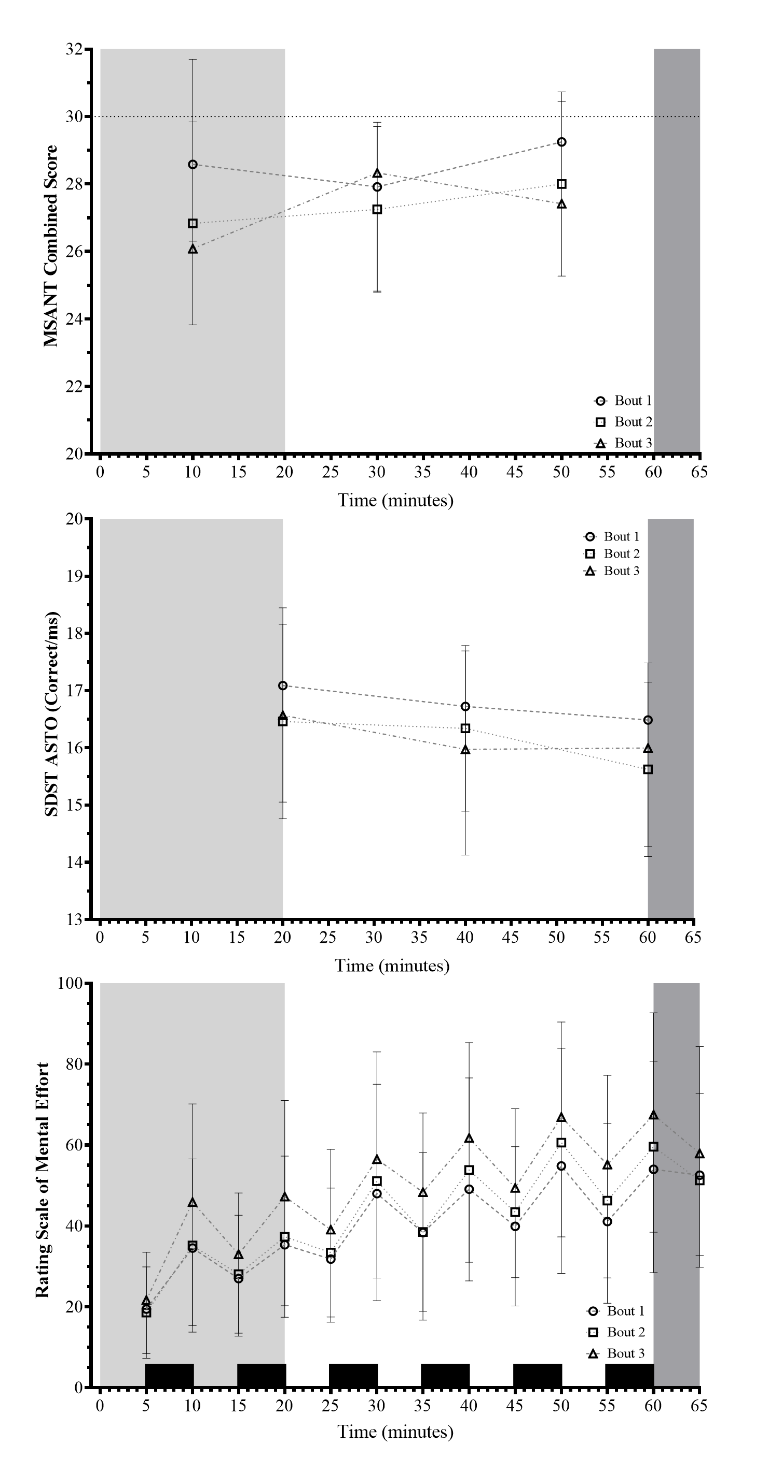 MSANT Combined Score
32
30
28
26
24
22
20
Bout 1
Bout 2
Bout 3
0 5 10 15 20 25 30 35 40 45 50 55 60 65
Time (minutes)
SDST ASTO (Correct/ms)
20
19
18
17
16
15
14
13
Bout 1
Bout 2
Bout 3
0 5 10 15 20 25 30 35 40 45 50 55 60 65
Time (minutes)
Rating Scale of Mental Effort
100
80
60
40
20
0
Bout 1
Bout 2
Bout 3
0 5 10 15 20 25 30 35 40 45 50 55 60 65
Time (minutes)